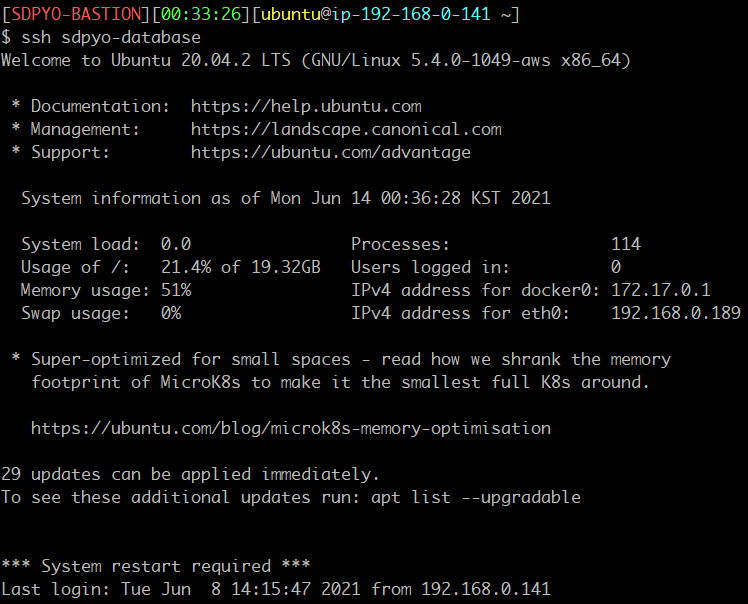 [SDPYO-BASTION][00:33:26][ubuntu@ip-192-168-0-141 ~]
$ ssh sdpyo-database
Welcome to Ubuntu 20.04.2 LTS (GNU/Linux 5.4.0-1049-aws x86_64)
* Documentation:  https://help.ubuntu.com
* Management:     https://landscape.canonical.com
* Support:        https://ubuntu.com/advantage
System information as of Mon Jun 14 00:36:28 KST 2021
System load:  0.0                Processes:                114
Usage of /:   21.4% of 19.32GB   Users logged in:          0
Memory usage: 51%                IPv4 address for docker0: 172.17.0.1
Swap usage:   0%                 IPv4 address for eth0:    192.168.0.189
* Super-optimized for small spaces - read how we shrank the memory
footprint of MicroK8s to make it the smallest full K8s around.
https://ubuntu.com/blog/microk8s-memory-optimisation
29 updates can be applied immediately.
To see these additional updates run: apt list --upgradable
*** System restart required ***
Last login: Tue Jun  8 14:15:47 2021 from 192.168.0.141